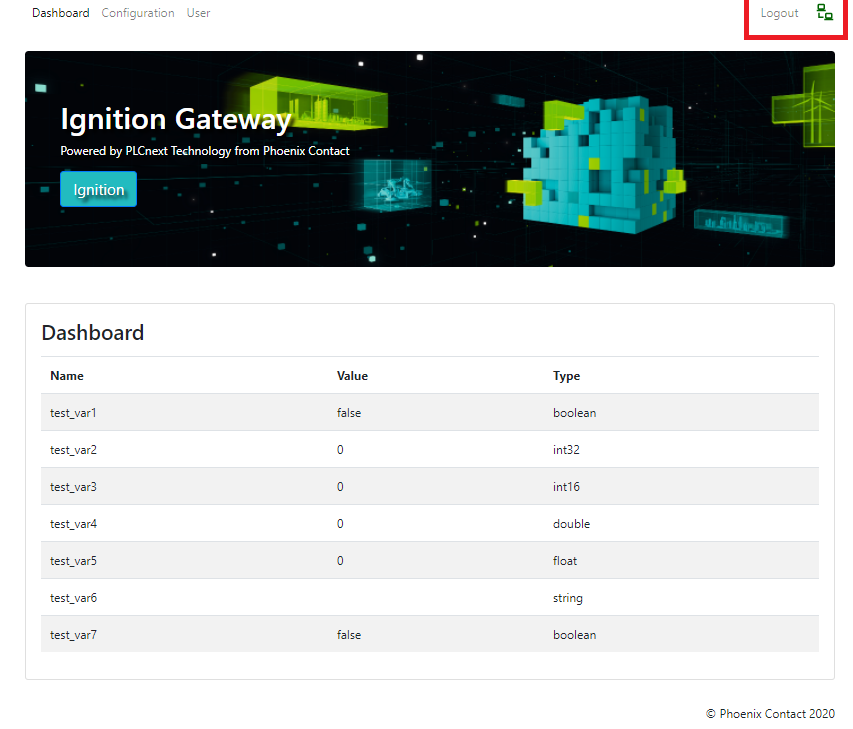 Dashboard Configuration User Logout
Ignition Gateway
Powered by PLCnext Technology from Phoenix Contact
Ignition
Dashboard
Name Value Type
test_var1 false boolean
test_var2 0 int32
test_var3 0 int16
test_var4 0 double
test_var5 0 float
test_var6 string
test_var7 false boolean
© Phoenix Contact 2020